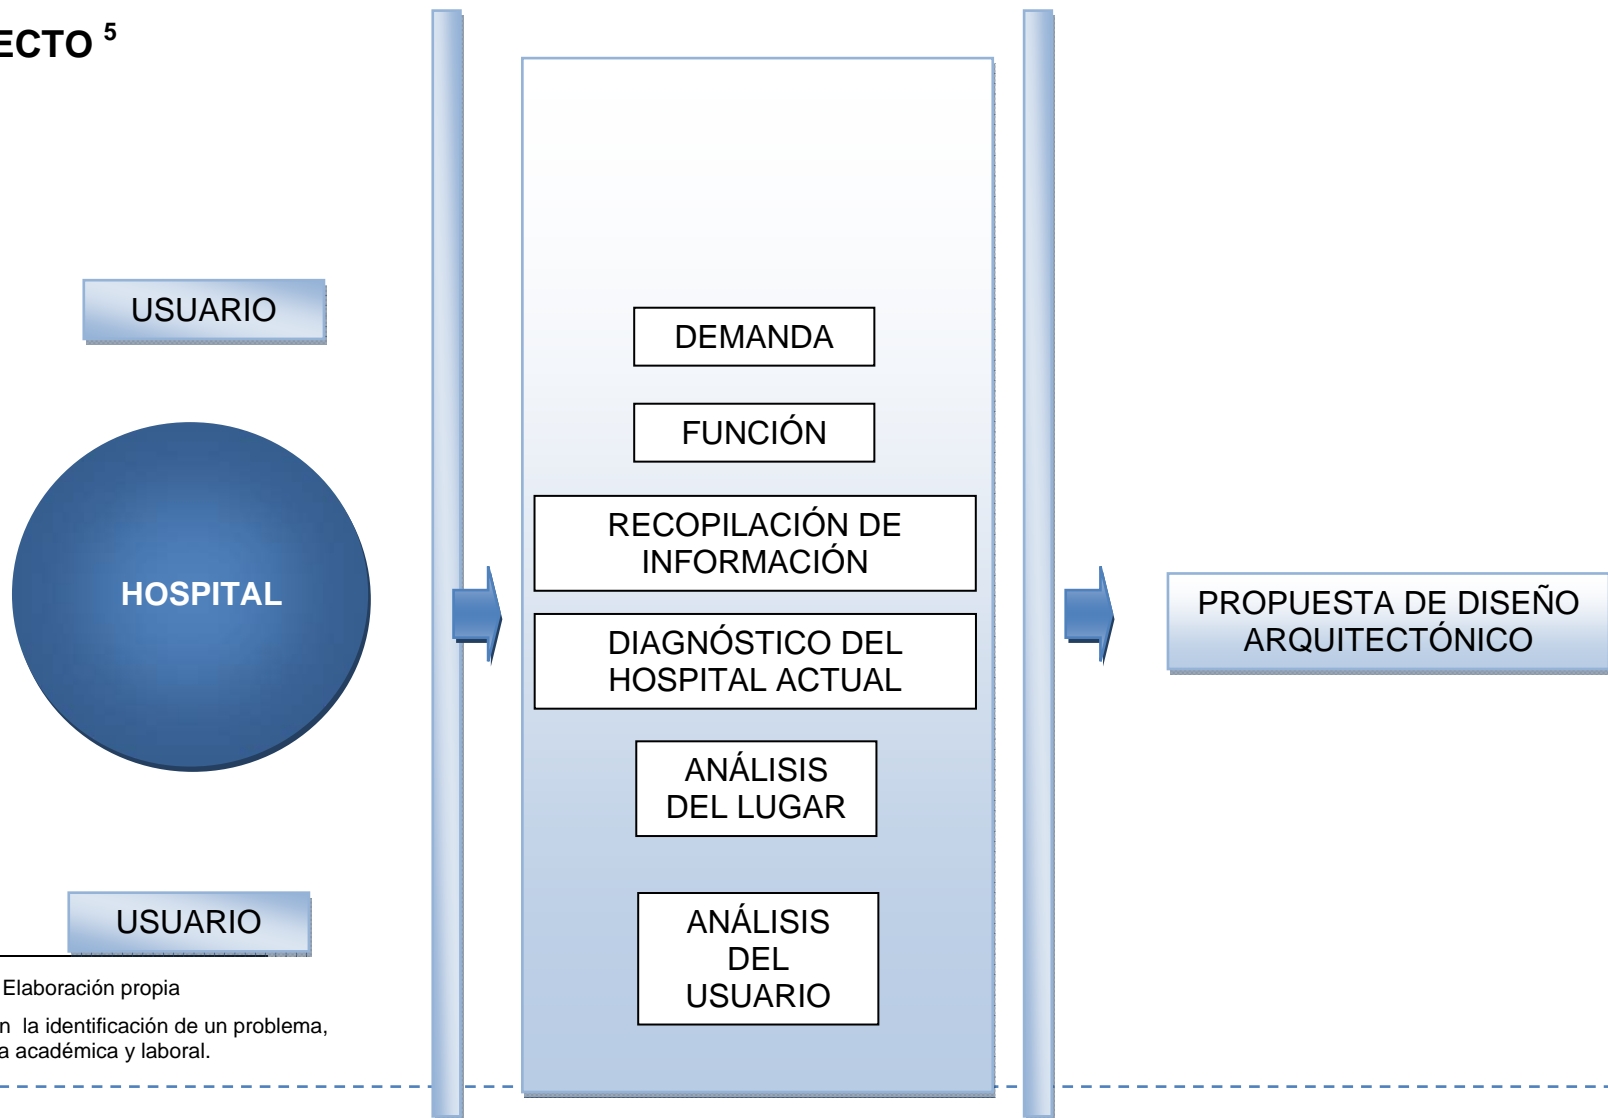 ECTO 5
USUARIO
HOSPITAL
USUARIO
DEMANDA
FUNCIÓN
RECOPILACIÓN DE
INFORMACIÓN
DIAGNÓSTICO DEL
HOSPITAL ACTUAL
ANÁLISIS
DEL LUGAR
ANÁLISIS
DEL
USUARIO
PROPUESTA DE DISEÑO
ARQUITECTÓNICO
Elaboración propia
n la identificación de un problema,
a académica y laboral.